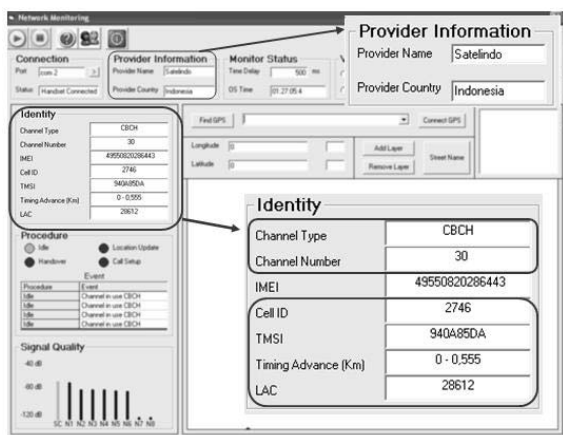 Network Monitoring
Connection
Port com 2
Status Handset Connected
Provider Information
Provider Name Satelindo
Provider Country Indonesia
Monitor Status
Time Delay 500 ms
OS Time 01:27:05.4
V
Provider Information
Provider Name Satelindo
Provider Country Indonesia
Identity
Channel Type CBCH
Channel Number 30
IMEI 49550820286443
Cell ID 2746
TMSI 940A85DA
Timing Advance (Km) 0 - 0,555
LAC 28612
Find GPS Connect GPS
Longitude 0
Latitude 0
Add Layer
Remove Layer
Street Name
Identity
Channel Type CBCH
Channel Number 30
IMEI 49550820286443
Cell ID 2746
TMSI 940A85DA
Timing Advance (Km) 0 - 0,555
LAC 28612
Procedure
Idle Location Update
Handover Call Setup
Event
Procedure Event
Idle Channel in use CBCH
Idle Channel in use CBCH
Idle Channel in use CBCH
Idle Channel in use CBCH
Signal Quality
-40 dB
-80 dB
-120 dB
SC N1 N2 N3 N4 N5 N6 N7 N8